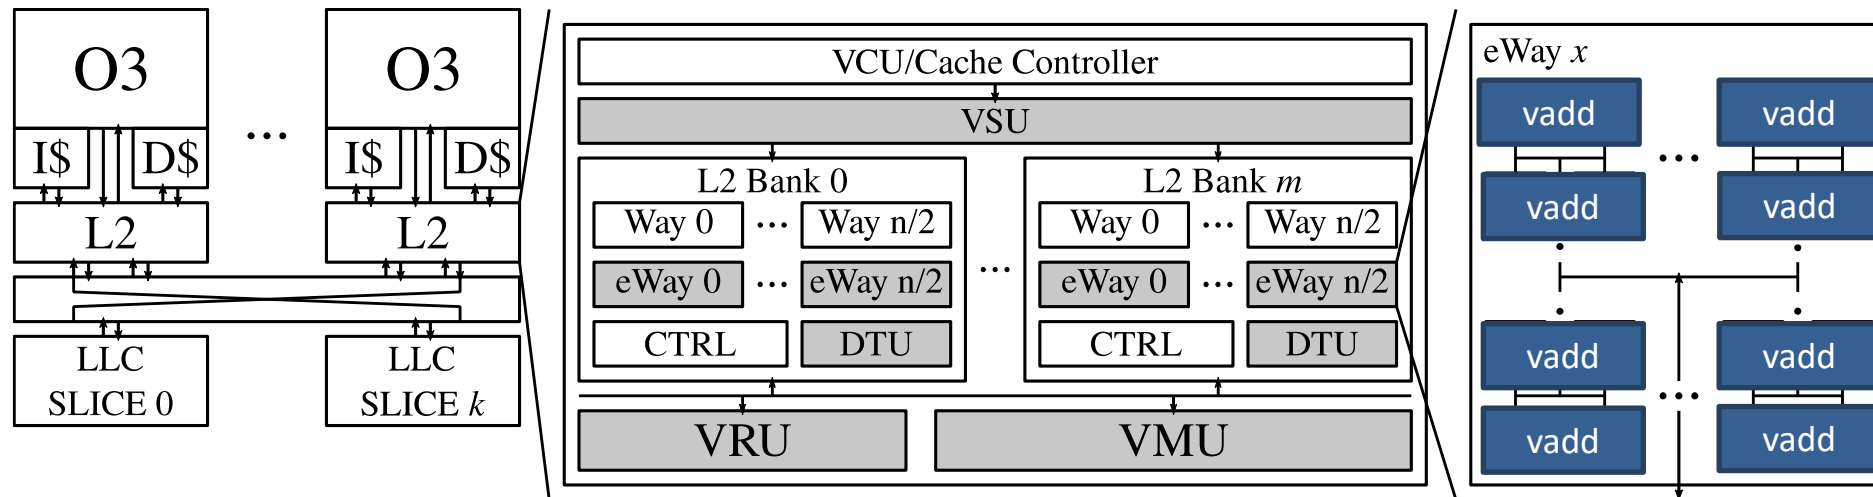 O3
...
O3
I$
D$
I$
D$
L2
L2
LLC
SLICE 0
LLC
SLICE k
VCU/Cache Controller
VSU
L2 Bank 0
Way 0 ... Way n/2
eWay 0 ... eWay n/2
CTRL
DTU
...
L2 Bank m
Way 0 ... Way n/2
eWay 0 ... eWay n/2
CTRL
DTU
VRU
VMU
eWay x
vadd
...
vadd
vadd
vadd
vadd
...
vadd
vadd
vadd